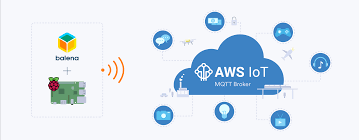 balena
+
AWS IoT
MQTT Broker